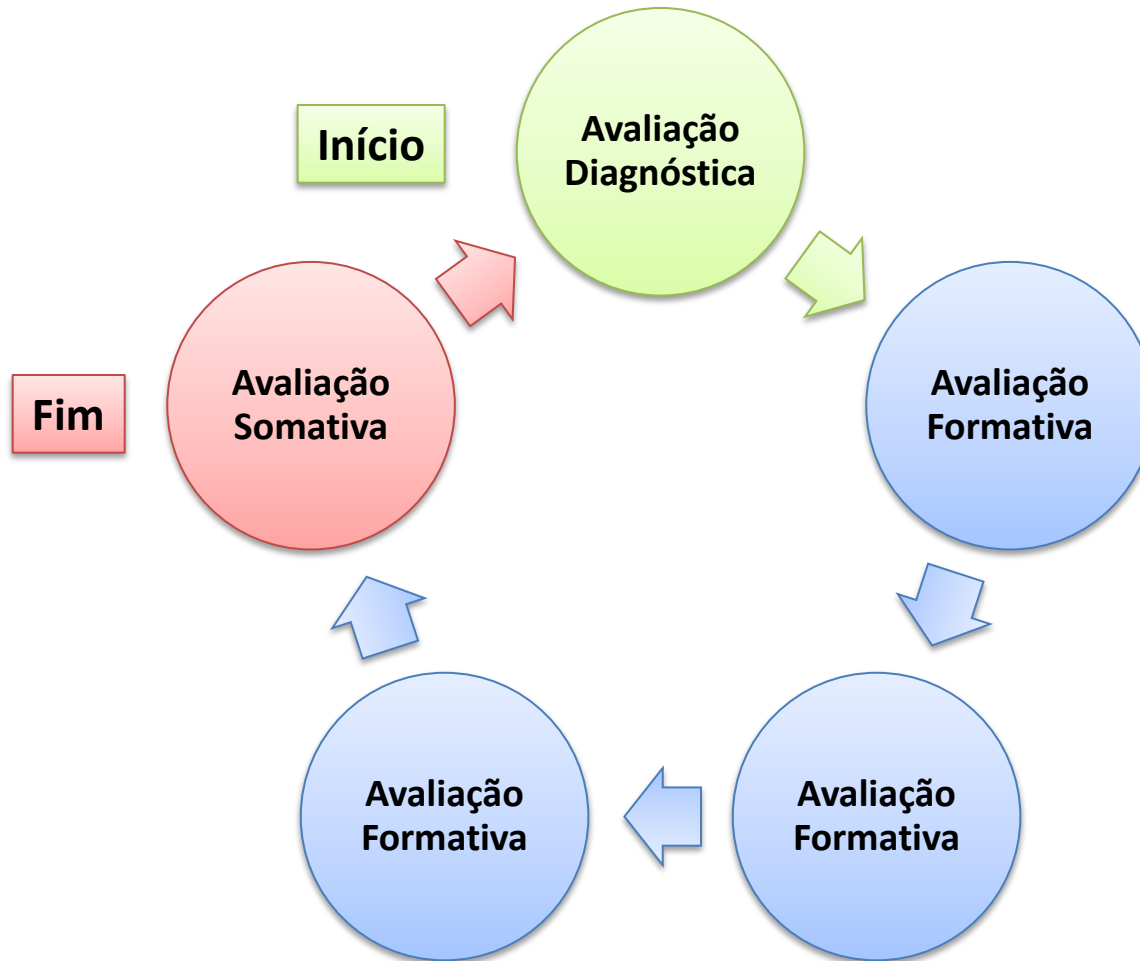 Início
Avaliação
Diagnóstica
Avaliação
Formativa
Avaliação
Formativa
Avaliação
Formativa
Avaliação
Somativa
Fim